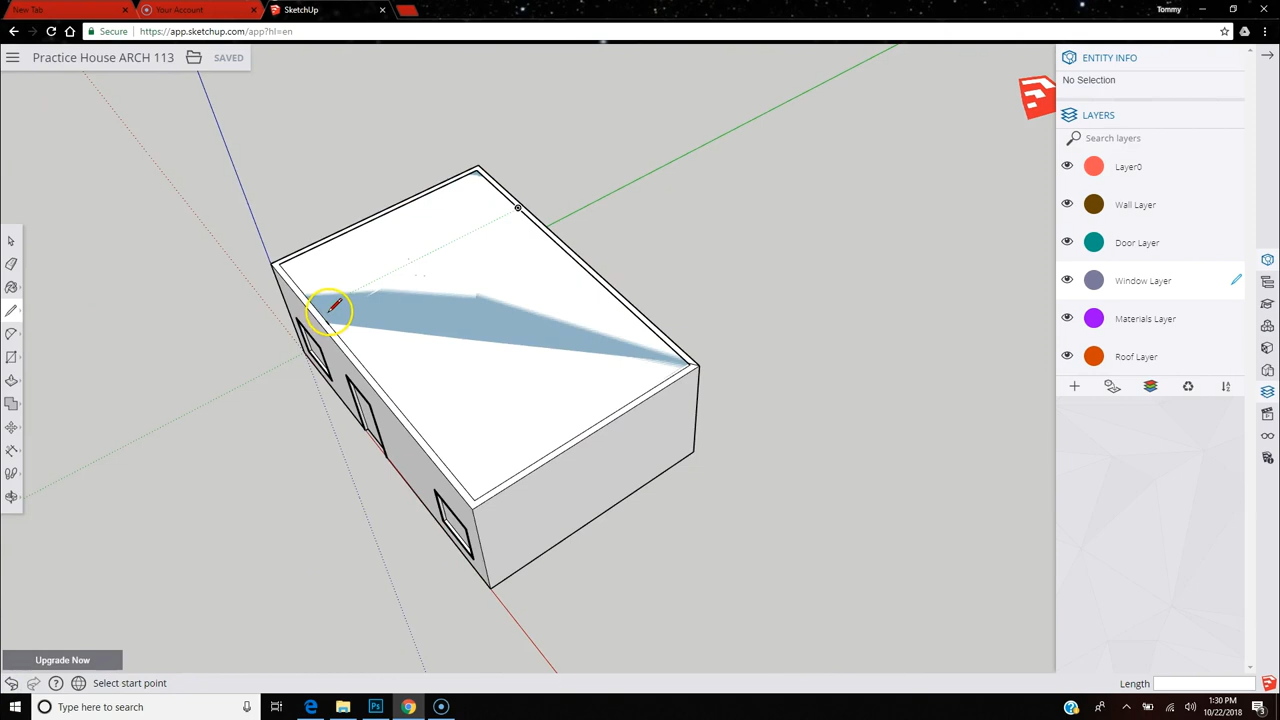 New Tab
Your Account
SketchUp
Tommy
Secure
https://app.sketchup.com/app?hl=en
Practice House ARCH 113
SAVED
ENTITY INFO
No Selection
LAYERS
Search layers
Layer0
Wall Layer
Door Layer
Window Layer
Materials Layer
Roof Layer
Upgrade Now
Select start point
Length
Type here to search
Ps
1:30 PM
10/22/2018